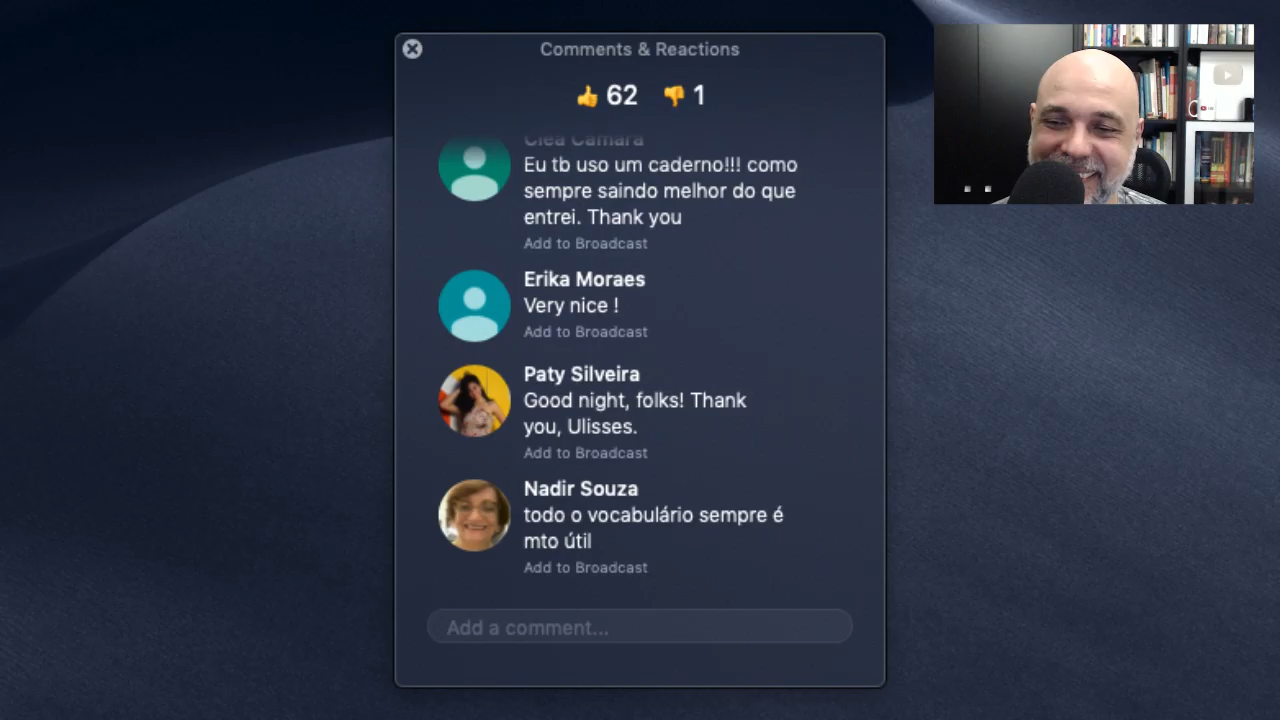 Comments & Reactions
👍 62 👎 1
Clea Camara
Eu tb uso um caderno!!! como
sempre saindo melhor do que
entrei. Thank you
Add to Broadcast
Erika Moraes
Very nice !
Add to Broadcast
Paty Silveira
Good night, folks! Thank
you, Ulisses.
Add to Broadcast
Nadir Souza
todo o vocabulário sempre é
mto útil
Add to Broadcast
Add a comment...